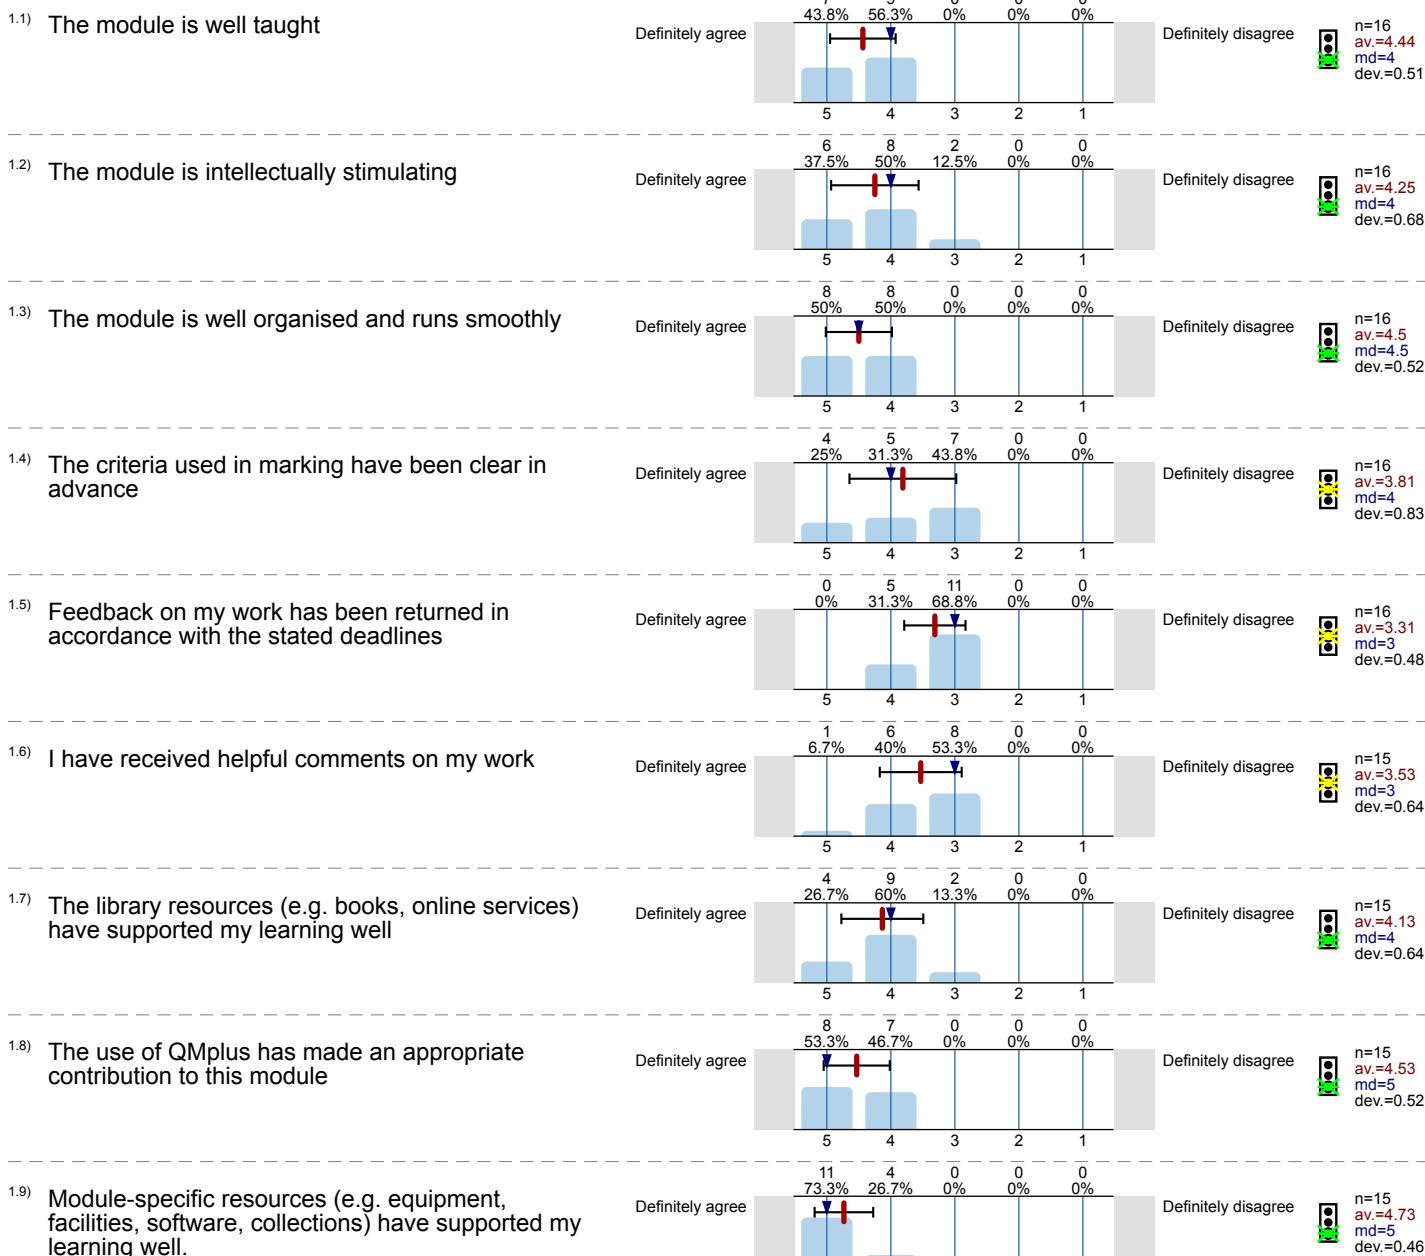 1.1) The module is well taught
43.8% 56.3% 0% 0% 0%
Definitely agree Definitely disagree
n=16
av.=4.44
md=4
dev.=0.51
5 4 3 2 1
1.2) The module is intellectually stimulating
6 8 2 0 0
37.5% 50% 12.5% 0% 0%
Definitely agree Definitely disagree
n=16
av.=4.25
md=4
dev.=0.68
5 4 3 2 1
1.3) The module is well organised and runs smoothly
8 8 0 0 0
50% 50% 0% 0% 0%
Definitely agree Definitely disagree
n=16
av.=4.5
md=4.5
dev.=0.52
5 4 3 2 1
1.4) The criteria used in marking have been clear in
advance
4 5 7 0 0
25% 31.3% 43.8% 0% 0%
Definitely agree Definitely disagree
n=16
av.=3.81
md=4
dev.=0.83
5 4 3 2 1
1.5) Feedback on my work has been returned in
accordance with the stated deadlines
0 5 11 0 0
0% 31.3% 68.8% 0% 0%
Definitely agree Definitely disagree
n=16
av.=3.31
md=3
dev.=0.48
5 4 3 2 1
1.6) I have received helpful comments on my work
1 6 8 0 0
6.7% 40% 53.3% 0% 0%
Definitely agree Definitely disagree
n=15
av.=3.53
md=3
dev.=0.64
5 4 3 2 1
1.7) The library resources (e.g. books, online services)
have supported my learning well
4 9 2 0 0
26.7% 60% 13.3% 0% 0%
Definitely agree Definitely disagree
n=15
av.=4.13
md=4
dev.=0.64
5 4 3 2 1
1.8) The use of QMplus has made an appropriate
contribution to this module
8 7 0 0 0
53.3% 46.7% 0% 0% 0%
Definitely agree Definitely disagree
n=15
av.=4.53
md=5
dev.=0.52
5 4 3 2 1
1.9) Module-specific resources (e.g. equipment,
facilities, software, collections) have supported my
learning well.
11 4 0 0 0
73.3% 26.7% 0% 0% 0%
Definitely agree Definitely disagree
n=15
av.=4.73
md=5
dev.=0.46